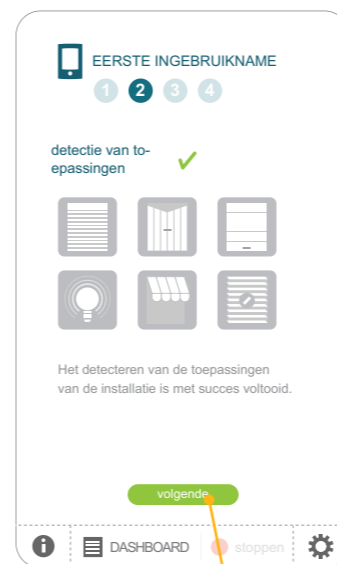 EERSTE INGEBRUIKNAME
1 2 3 4
detectie van to-
epassingen
Het detecteren van de toepassingen
van de installatie is met succes voltooid.
volgende
i DASHBOARD stoppen